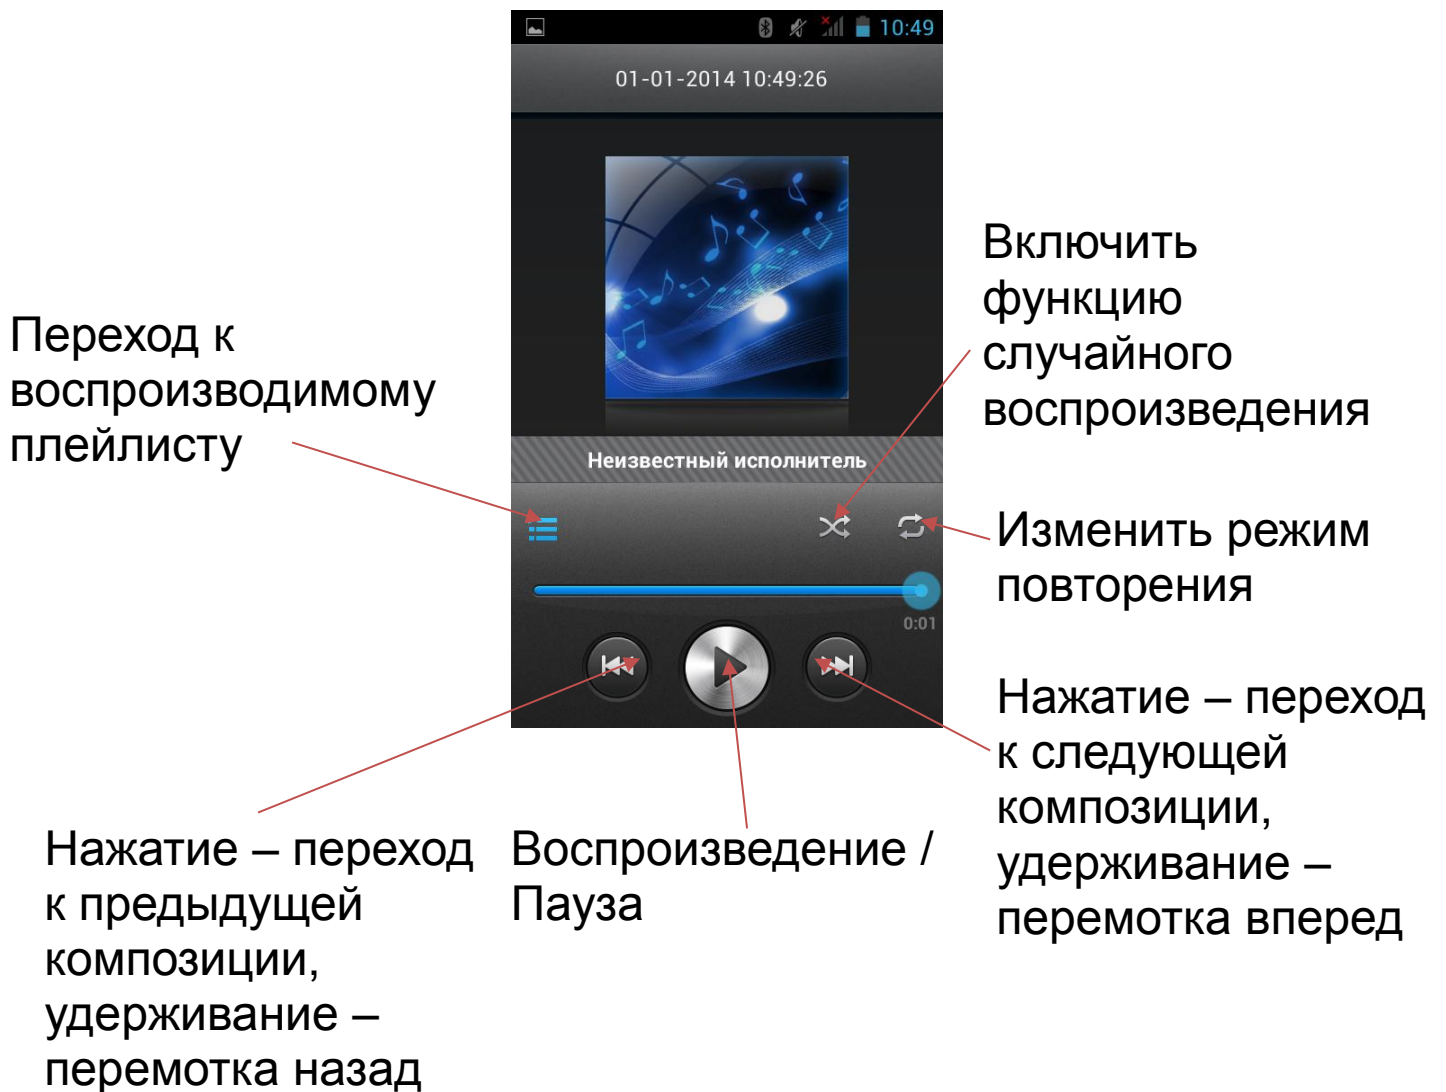 10:49
01-01-2014 10:49:26
Включить
функцию
случайного
воспроизведения
Переход к
воспроизводимому
плейлисту
Неизвестный исполнитель
Изменить режим
повторения
0:01
Нажатие – переход
к следующей
композиции,
удерживание –
перемотка вперед
Нажатие – переход
к предыдущей
композиции,
удерживание –
перемотка назад
Воспроизведение /
Пауза